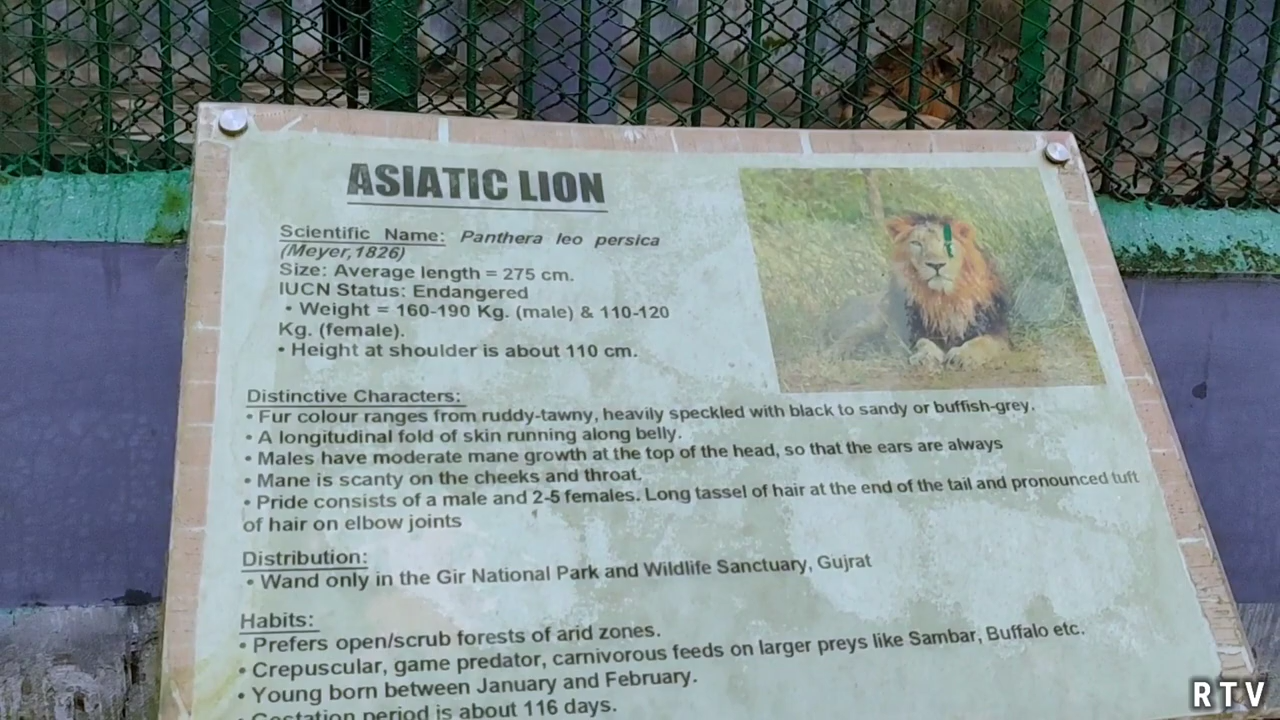 ASIATIC LION
Scientific Name: Panthera leo persica
(Meyer,1826)
Size: Average length = 275 cm.
IUCN Status: Endangered
• Weight = 160-190 Kg. (male) & 110-120
Kg. (female).
• Height at shoulder is about 110 cm.
Distinctive Characters:
• Fur colour ranges from ruddy-tawny, heavily speckled with black to sandy or buffish-grey.
• A longitudinal fold of skin running along belly.
• Males have moderate mane growth at the top of the head, so that the ears are always
• Mane is scanty on the cheeks and throat.
• Pride consists of a male and 2-5 females. Long tassel of hair at the end of the tail and pronounced tuft
of hair on elbow joints
Distribution:
• Wand only in the Gir National Park and Wildlife Sanctuary, Gujrat
Habits:
• Prefers open/scrub forests of arid zones.
• Crepuscular, game predator, carnivorous feeds on larger preys like Sambar, Buffalo etc.
• Young born between January and February.
Gestation period is about 116 days.
RTV